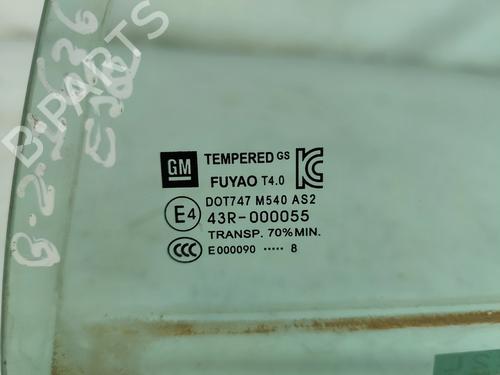 B-PARTS
GM TEMPERED GS
FUYAO T4.0
DOT747 M540 AS2
E4 43R-000055
TRANSP. 70% MIN.
CCC E000090 ····· 8